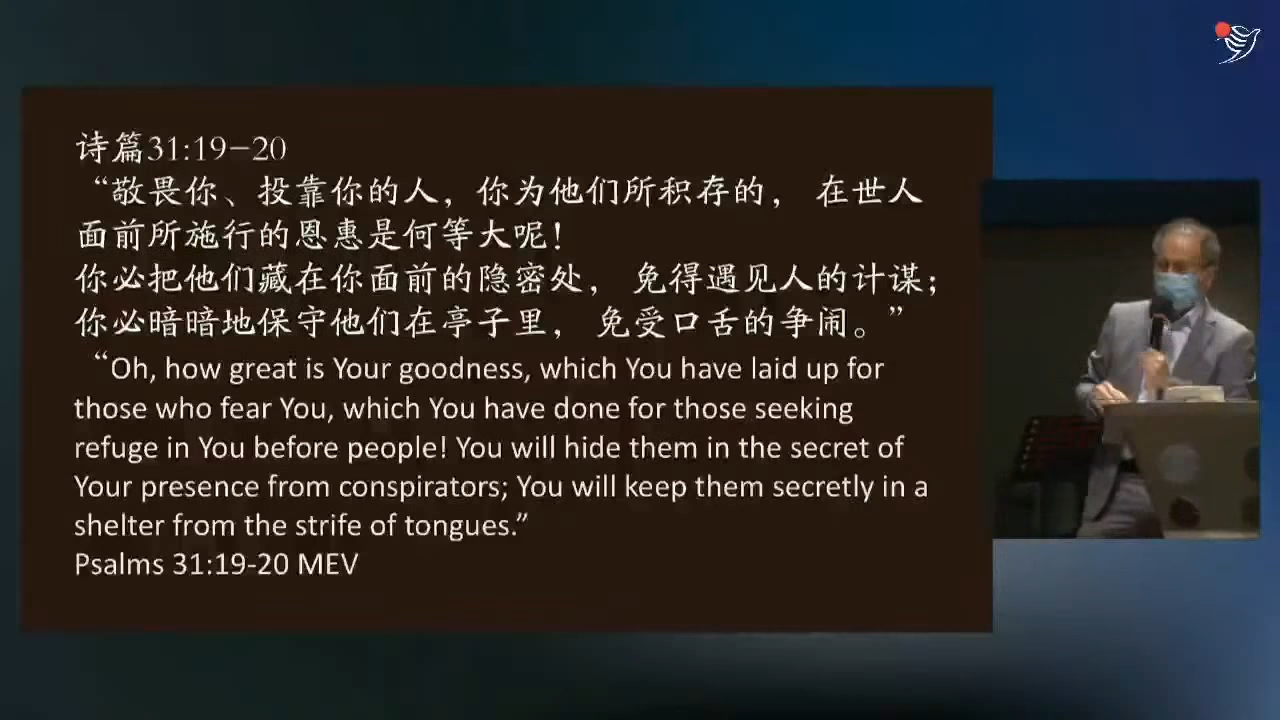 诗篇31:19-20
“敬畏你、投靠你的人，你为他们所积存的， 在世人
面前所施行的恩惠是何等大呢！
你必把他们藏在你面前的隐密处， 免得遇见人的计谋；
你必暗暗地保守他们在亭子里， 免受口舌的争闹。”
“Oh, how great is Your goodness, which You have laid up for
those who fear You, which You have done for those seeking
refuge in You before people! You will hide them in the secret of
Your presence from conspirators; You will keep them secretly in a
shelter from the strife of tongues.”
Psalms 31:19-20 MEV